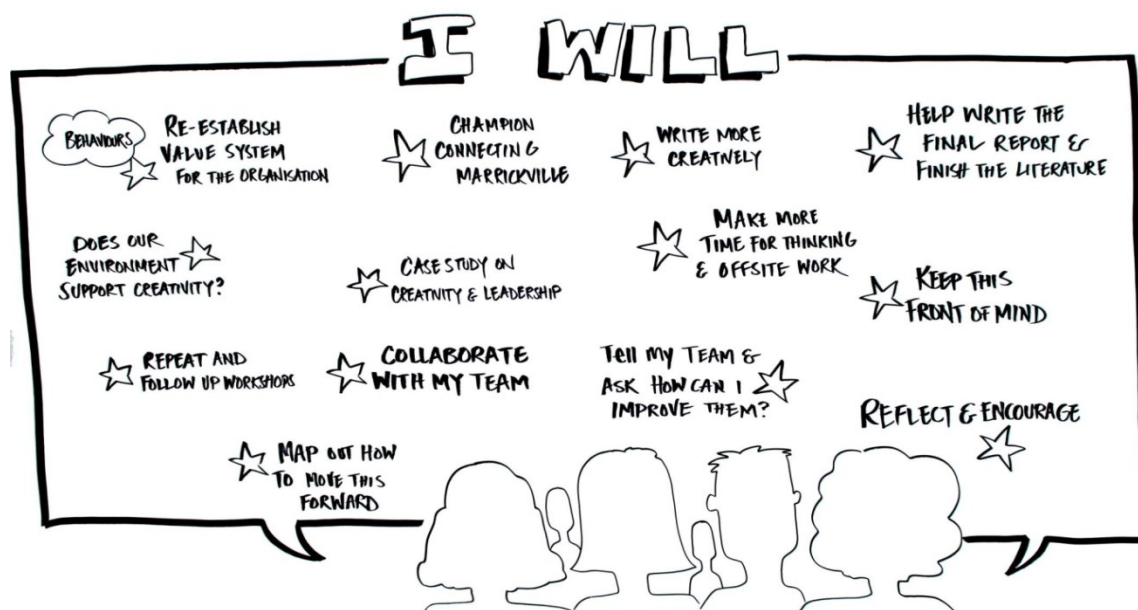 I WILL
BEHAVIOURS
RE-ESTABLISH
VALUE SYSTEM
FOR THE ORGANISATION
CHAMPION
CONNECTING
MARRICKVILLE
WRITE MORE
CREATIVELY
HELP WRITE THE
FINAL REPORT &
FINISH THE LITERATURE
DOES OUR
ENVIRONMENT
SUPPORT CREATIVITY?
CASE STUDY ON
CREATIVITY & LEADERSHIP
MAKE MORE
TIME FOR THINKING
& OFFSITE WORK
KEEP THIS
FRONT OF MIND
REPEAT AND
FOLLOW UP WORKSHOPS
COLLABORATE
WITH MY TEAM
Tell my TEAM &
ASK HOW CAN I
IMPROVE THEM?
REFLECT & ENCOURAGE
MAP OUT HOW
TO MOVE THIS
FORWARD